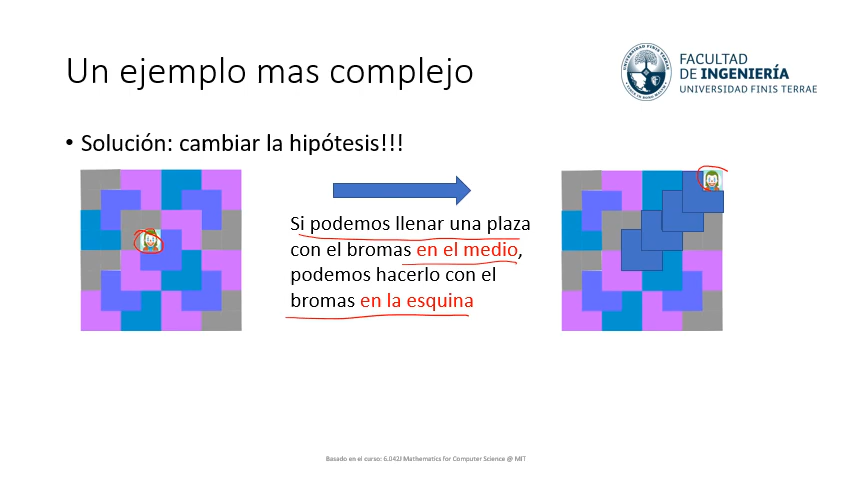 Un ejemplo mas complejo
FACULTAD
DE INGENIERÍA
UNIVERSIDAD FINIS TERRAE
• Solución: cambiar la hipótesis!!!
Si podemos llenar una plaza
con el bromas en el medio,
podemos hacerlo con el
bromas en la esquina
Basado en el curso: 6.042J Mathematics for Computer Science @ MIT